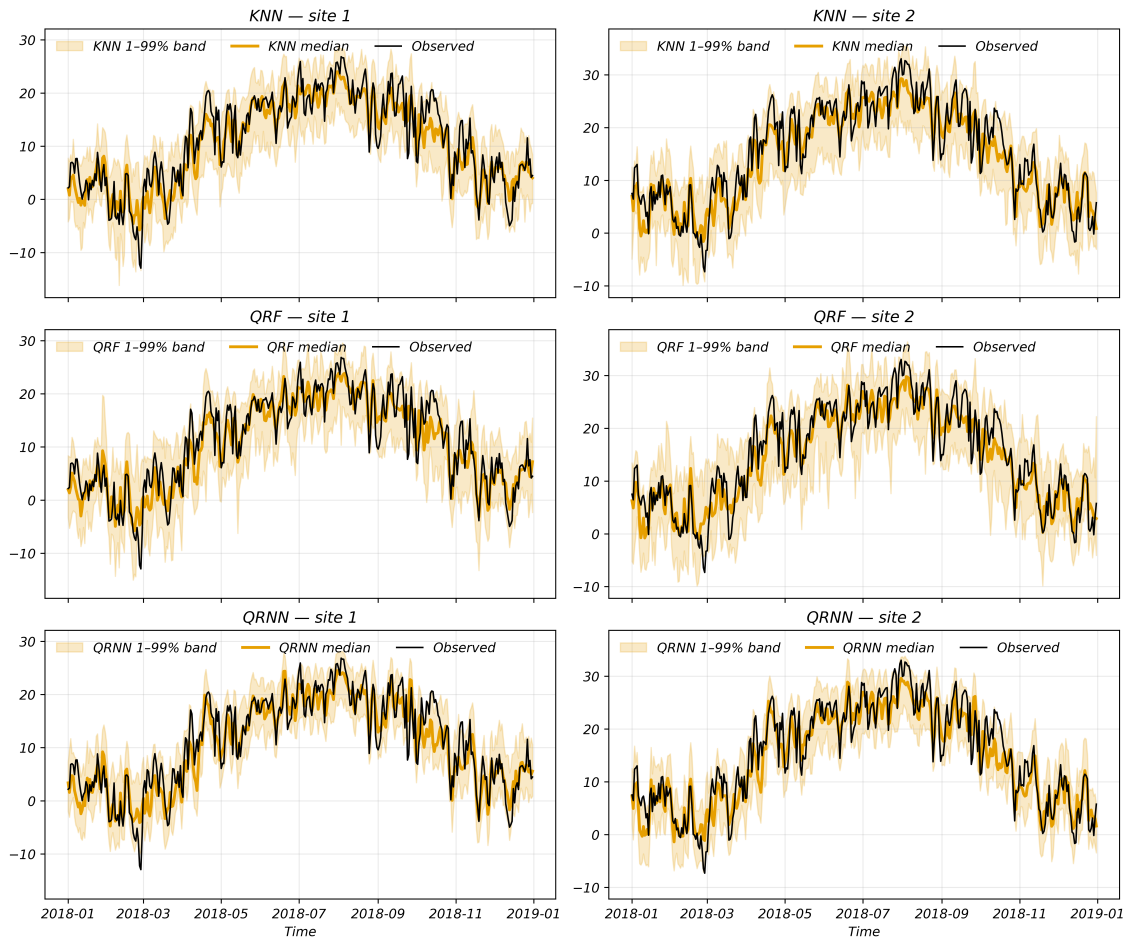 KNN — site 1
KNN 1–99% band KNN median Observed
30
20
10
0
−10
KNN — site 2
KNN 1–99% band KNN median Observed
30
20
10
0
−10
QRF — site 1
QRF 1–99% band QRF median Observed
30
20
10
0
−10
QRF — site 2
QRF 1–99% band QRF median Observed
30
20
10
0
−10
QRNN — site 1
QRNN 1–99% band QRNN median Observed
30
20
10
0
−10
2018-01 2018-03 2018-05 2018-07 2018-09 2018-11 2019-01
Time
QRNN — site 2
QRNN 1–99% band QRNN median Observed
30
20
10
0
−10
2018-01 2018-03 2018-05 2018-07 2018-09 2018-11 2019-01
Time